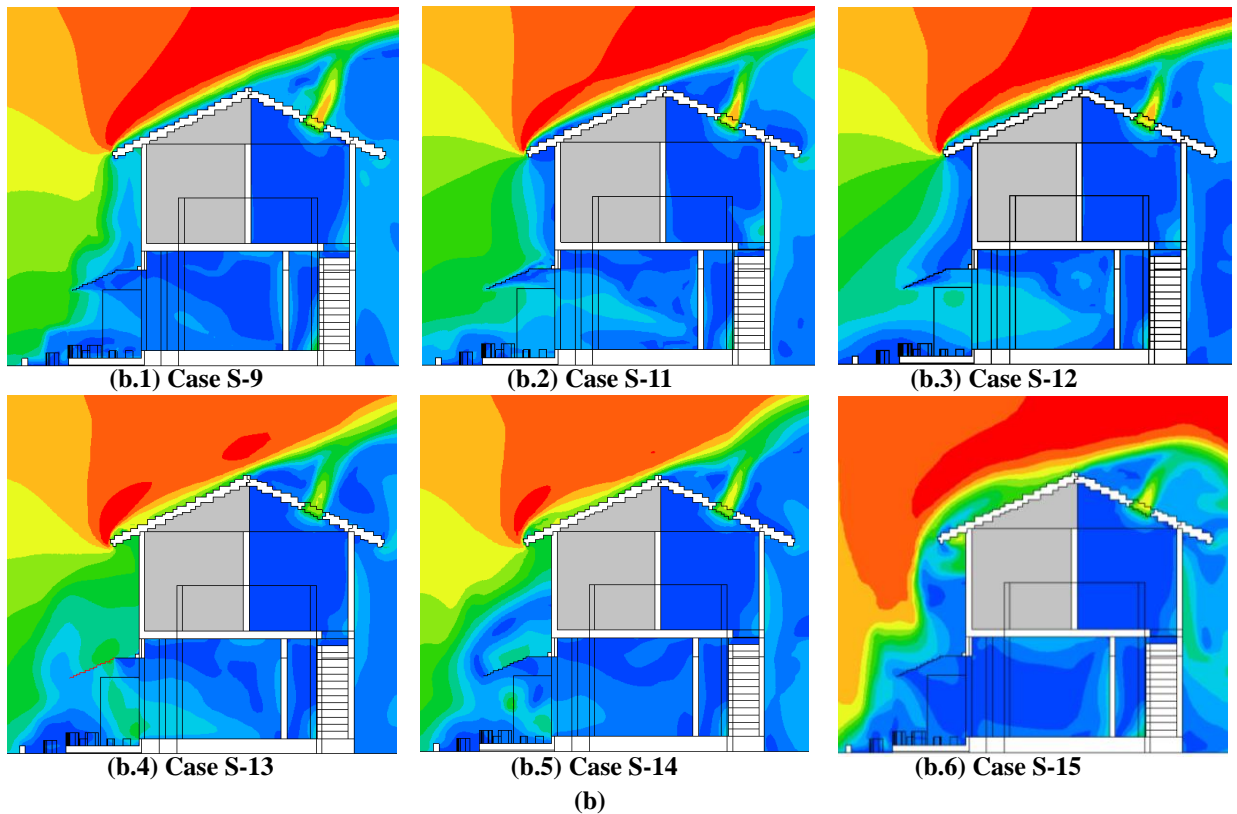 (b.1) Case S-9
(b.2) Case S-11
(b.3) Case S-12
(b.4) Case S-13
(b.5) Case S-14
(b.6) Case S-15
(b)